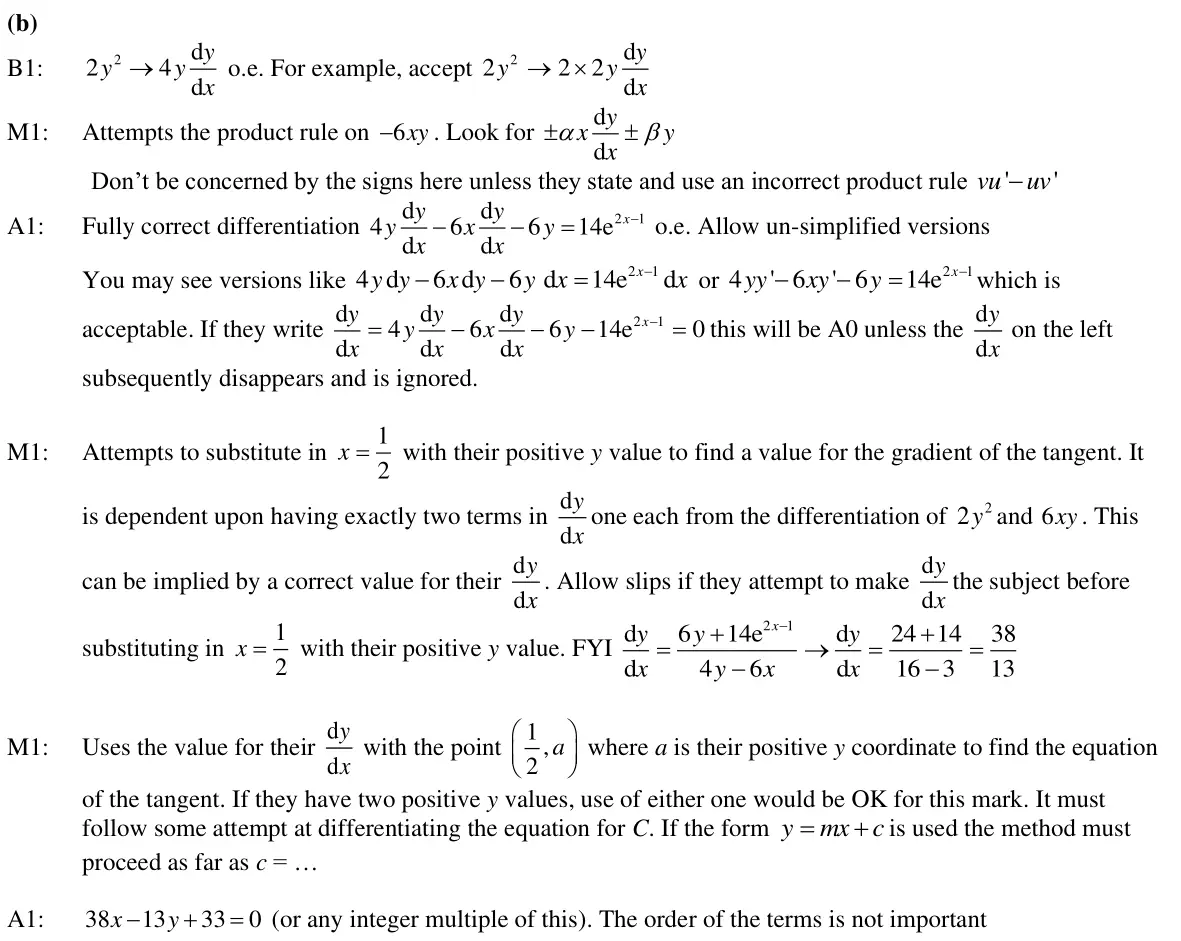 (b)
B1: 2y² → 4y dy/dx o.e. For example, accept 2y² → 2×2y dy/dx
M1: Attempts the product rule on −6xy. Look for ±αx dy/dx ± βy
Don’t be concerned by the signs here unless they state and use an incorrect product rule vu'−uv'
A1: Fully correct differentiation 4y dy/dx − 6x dy/dx − 6y = 14e²ˣ⁻¹ o.e. Allow un-simplified versions
You may see versions like 4y dy − 6x dy − 6y dx = 14e²ˣ⁻¹ dx or 4yy'− 6xy'− 6y = 14e²ˣ⁻¹ which is
acceptable. If they write dy/dx = 4y dy/dx − 6x dy/dx − 6y − 14e²ˣ⁻¹ = 0 this will be A0 unless the dy/dx on the left
subsequently disappears and is ignored.
M1: Attempts to substitute in x = 1/2 with their positive y value to find a value for the gradient of the tangent. It
is dependent upon having exactly two terms in dy/dx one each from the differentiation of 2y² and 6xy. This
can be implied by a correct value for their dy/dx. Allow slips if they attempt to make dy/dx the subject before
substituting in x = 1/2 with their positive y value. FYI dy/dx = (6y + 14e²ˣ⁻¹)/(4y − 6x) → dy/dx = (24 + 14)/(16 − 3) = 38/13
M1: Uses the value for their dy/dx with the point (1/2, a) where a is their positive y coordinate to find the equation
of the tangent. If they have two positive y values, use of either one would be OK for this mark. It must
follow some attempt at differentiating the equation for C. If the form y = mx + c is used the method must
proceed as far as c = …
A1: 38x − 13y + 33 = 0 (or any integer multiple of this). The order of the terms is not important